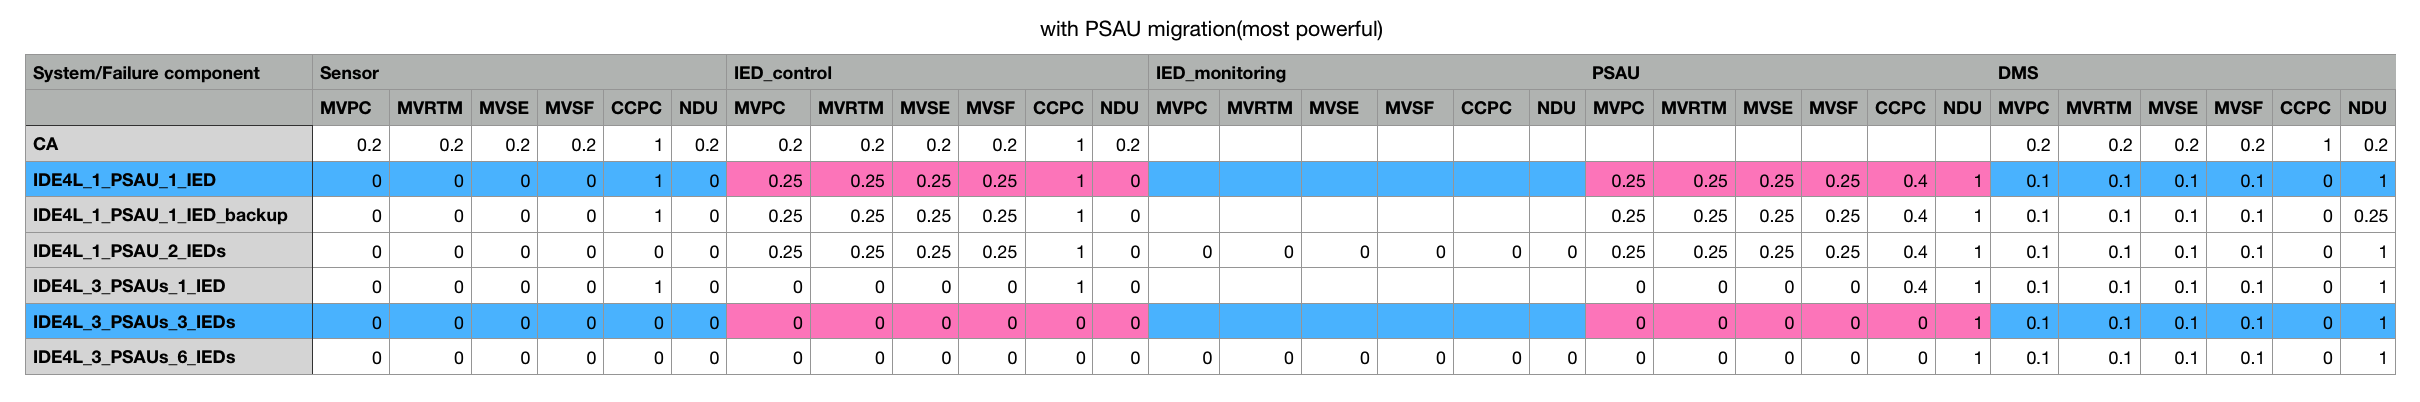 with PSAU migration(most powerful)
System/Failure component Sensor IED_control IED_monitoring PSAU DMS
MVPC MVRTM MVSE MVSF CCPC NDU MVPC MVRTM MVSE MVSF CCPC NDU MVPC MVRTM MVSE MVSF CCPC NDU MVPC MVRTM MVSE MVSF CCPC NDU MVPC MVRTM MVSE MVSF CCPC NDU
CA 0.2 0.2 0.2 0.2 1 0.2 0.2 0.2 0.2 0.2 1 0.2 0.2 0.2 0.2 0.2 1 0.2
IDE4L_1_PSAU_1_IED 0 0 0 0 1 0 0.25 0.25 0.25 0.25 1 0 0.25 0.25 0.25 0.25 0.4 1 0.1 0.1 0.1 0.1 0 1
IDE4L_1_PSAU_1_IED_backup 0 0 0 0 1 0 0.25 0.25 0.25 0.25 1 0 0.25 0.25 0.25 0.25 0.4 1 0.1 0.1 0.1 0.1 0 0.25
IDE4L_1_PSAU_2_IEDs 0 0 0 0 0 0 0.25 0.25 0.25 0.25 1 0 0 0 0 0 0 0 0.25 0.25 0.25 0.25 0.4 1 0.1 0.1 0.1 0.1 0 1
IDE4L_3_PSAUs_1_IED 0 0 0 0 1 0 0 0 0 0 1 0 0 0 0 0 0.4 1 0.1 0.1 0.1 0.1 0 1
IDE4L_3_PSAUs_3_IEDs 0 0 0 0 0 0 0 0 0 0 0 0 0 0 0 0 0 1 0.1 0.1 0.1 0.1 0 1
IDE4L_3_PSAUs_6_IEDs 0 0 0 0 0 0 0 0 0 0 0 0 0 0 0 0 0 0 0 0 0 0 0 1 0.1 0.1 0.1 0.1 0 1